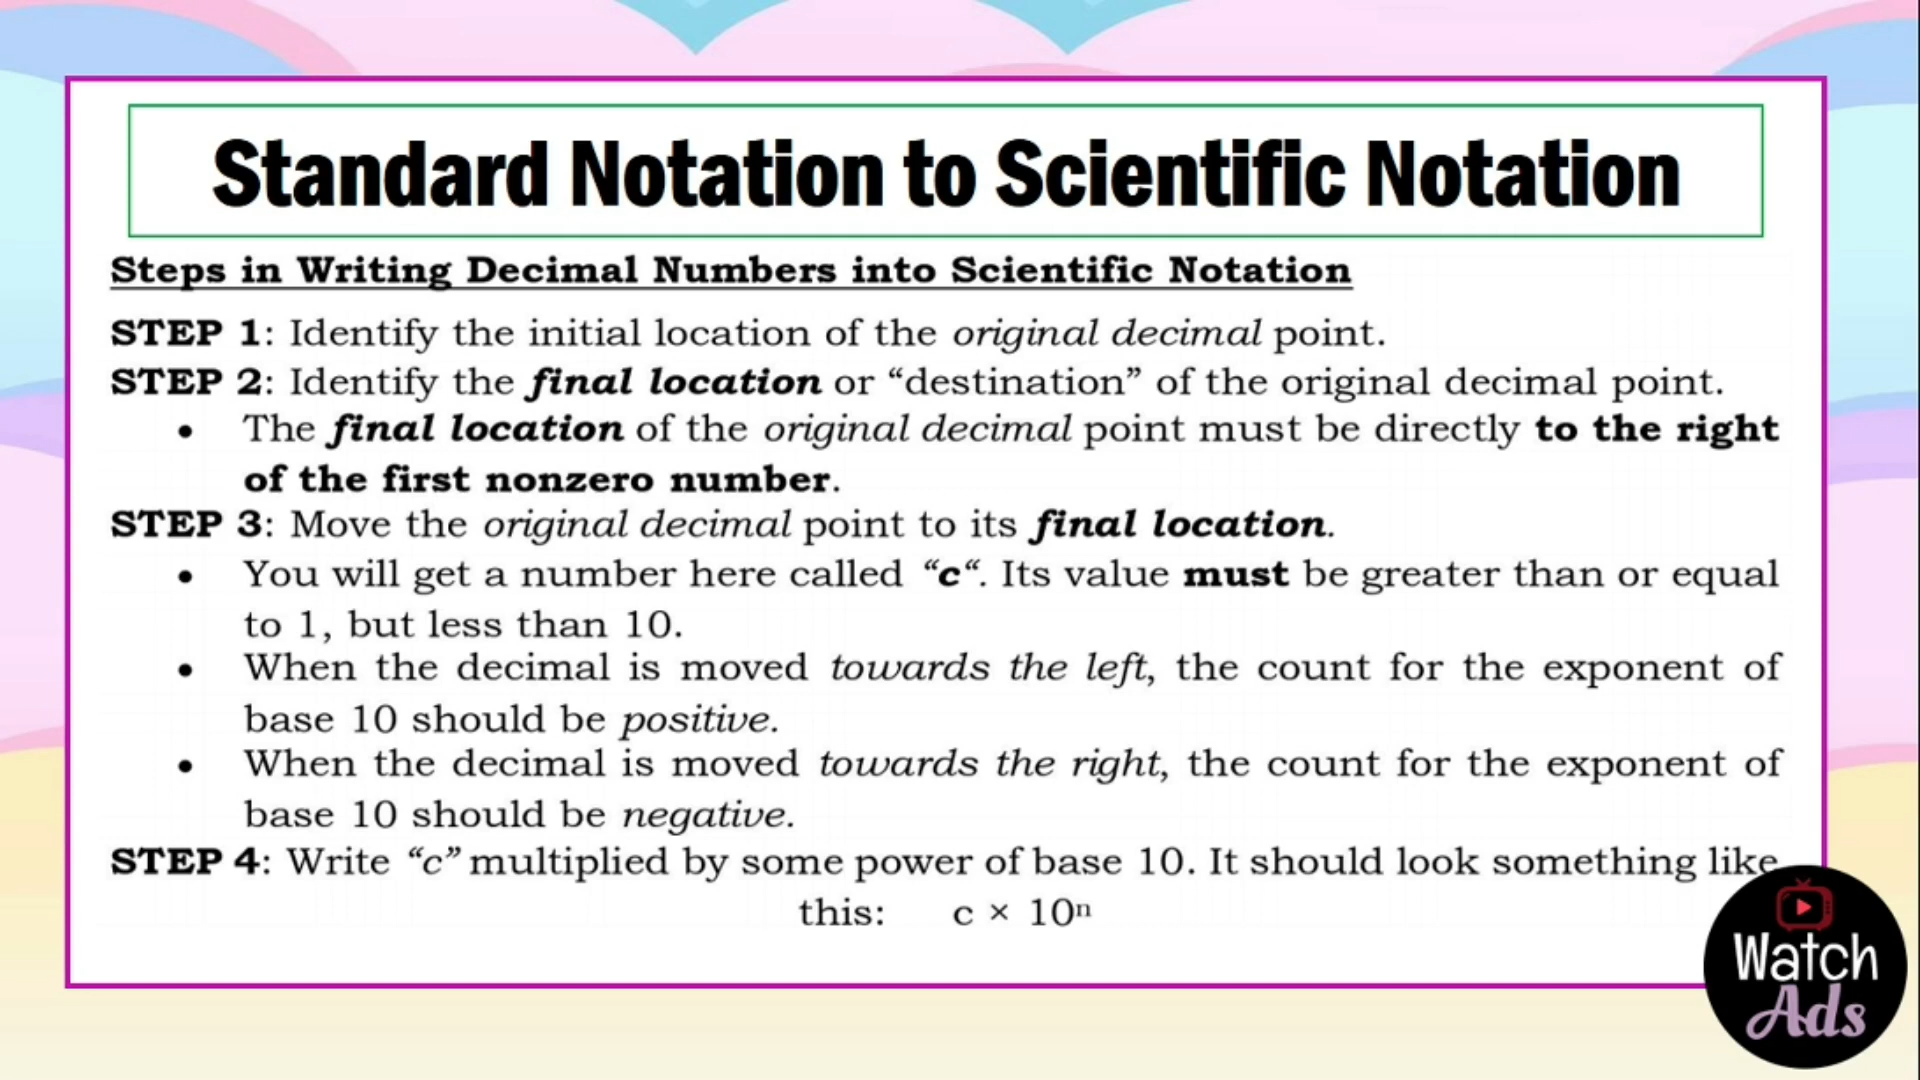 Standard Notation to Scientific Notation
Steps in Writing Decimal Numbers into Scientific Notation
STEP 1: Identify the initial location of the original decimal point.
STEP 2: Identify the final location or “destination” of the original decimal point.
• The final location of the original decimal point must be directly to the right
of the first nonzero number.
STEP 3: Move the original decimal point to its final location.
• You will get a number here called “c“. Its value must be greater than or equal
to 1, but less than 10.
• When the decimal is moved towards the left, the count for the exponent of
base 10 should be positive.
• When the decimal is moved towards the right, the count for the exponent of
base 10 should be negative.
STEP 4: Write “c” multiplied by some power of base 10. It should look something like
this: c × 10ⁿ
Watch
Ads